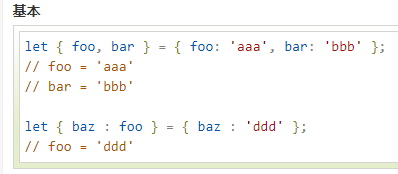 基本
let { foo, bar } = { foo: 'aaa', bar: 'bbb' };
// foo = 'aaa'
// bar = 'bbb'
let { baz : foo } = { baz : 'ddd' };
// foo = 'ddd'